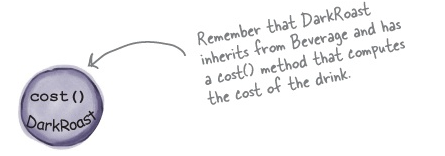 Remember that DarkRoast
inherits from Beverage and has
a cost() method that computes
the cost of the drink.
cost()
DarkRoast